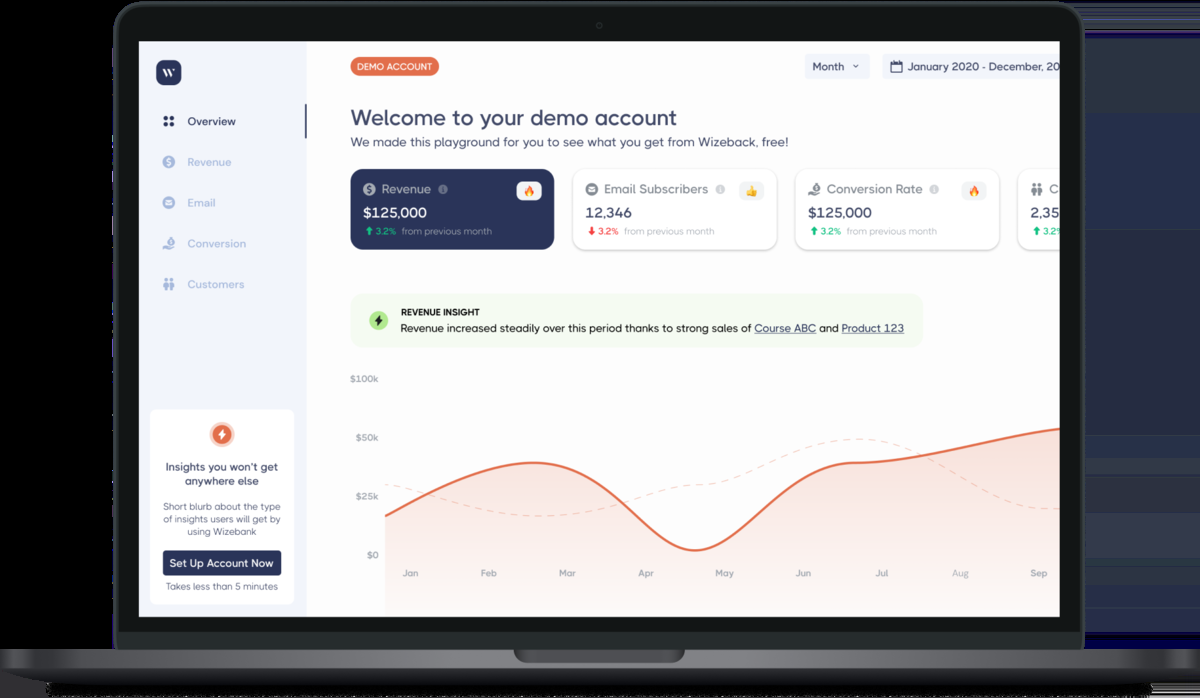 W
DEMO ACCOUNT
Month
January 2020 - December, 20
Overview
Revenue
Email
Conversion
Customers
Welcome to your demo account
We made this playground for you to see what you get from Wizeback, free!
Revenue
$125,000
3.2% from previous month
Email Subscribers
12,346
3.2% from previous month
Conversion Rate
$125,000
3.2% from previous month
C
2,35
3.2%
REVENUE INSIGHT
Revenue increased steadily over this period thanks to strong sales of Course ABC and Product 123
$100k
$50k
$25k
$0
Jan Feb Mar Apr May Jun Jul Aug Sep
Insights you won't get
anywhere else
Short blurb about the type
of insights users will get by
using Wizebank
Set Up Account Now
Takes less than 5 minutes